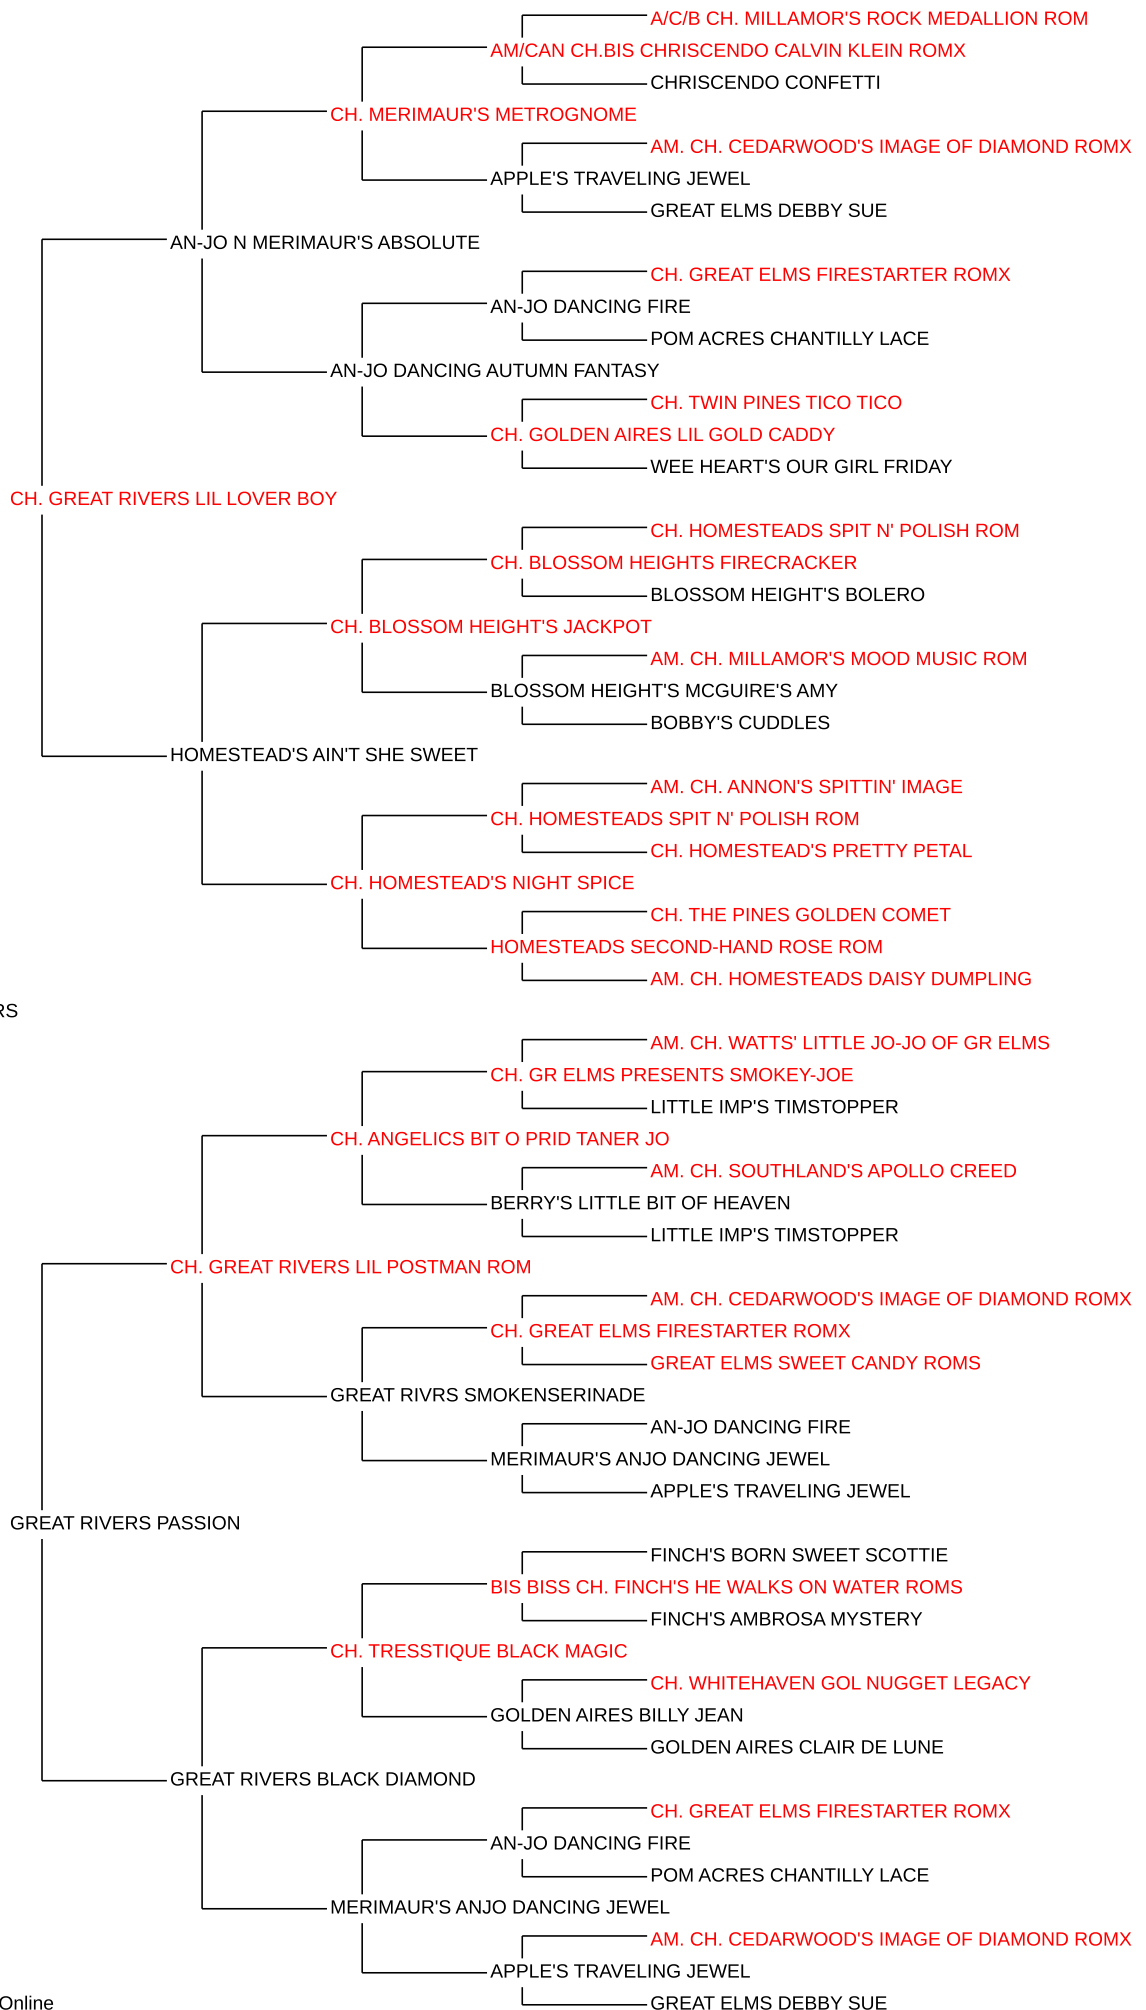 A/C/B CH. MILLAMOR'S ROCK MEDALLION ROM
AM/CAN CH.BIS CHRISCENDO CALVIN KLEIN ROMX
CHRISCENDO CONFETTI
CH. MERIMAUR'S METROGNOME
AM. CH. CEDARWOOD'S IMAGE OF DIAMOND ROMX
APPLE'S TRAVELING JEWEL
GREAT ELMS DEBBY SUE
AN-JO N MERIMAUR'S ABSOLUTE
CH. GREAT ELMS FIRESTARTER ROMX
AN-JO DANCING FIRE
POM ACRES CHANTILLY LACE
AN-JO DANCING AUTUMN FANTASY
CH. TWIN PINES TICO TICO
CH. GOLDEN AIRES LIL GOLD CADDY
WEE HEART'S OUR GIRL FRIDAY
CH. GREAT RIVERS LIL LOVER BOY
CH. HOMESTEADS SPIT N' POLISH ROM
CH. BLOSSOM HEIGHTS FIRECRACKER
BLOSSOM HEIGHT'S BOLERO
CH. BLOSSOM HEIGHT'S JACKPOT
AM. CH. MILLAMOR'S MOOD MUSIC ROM
BLOSSOM HEIGHT'S MCGUIRE'S AMY
BOBBY'S CUDDLES
HOMESTEAD'S AIN'T SHE SWEET
AM. CH. ANNON'S SPITTIN' IMAGE
CH. HOMESTEADS SPIT N' POLISH ROM
CH. HOMESTEAD'S PRETTY PETAL
CH. HOMESTEAD'S NIGHT SPICE
CH. THE PINES GOLDEN COMET
HOMESTEADS SECOND-HAND ROSE ROM
AM. CH. HOMESTEADS DAISY DUMPLING
RS
AM. CH. WATTS' LITTLE JO-JO OF GR ELMS
CH. GR ELMS PRESENTS SMOKEY-JOE
LITTLE IMP'S TIMSTOPPER
CH. ANGELICS BIT O PRID TANER JO
AM. CH. SOUTHLAND'S APOLLO CREED
BERRY'S LITTLE BIT OF HEAVEN
LITTLE IMP'S TIMSTOPPER
CH. GREAT RIVERS LIL POSTMAN ROM
AM. CH. CEDARWOOD'S IMAGE OF DIAMOND ROMX
CH. GREAT ELMS FIRESTARTER ROMX
GREAT ELMS SWEET CANDY ROMS
GREAT RIVRS SMOKENSERINADE
AN-JO DANCING FIRE
MERIMAUR'S ANJO DANCING JEWEL
APPLE'S TRAVELING JEWEL
GREAT RIVERS PASSION
FINCH'S BORN SWEET SCOTTIE
BIS BISS CH. FINCH'S HE WALKS ON WATER ROMS
FINCH'S AMBROSA MYSTERY
CH. TRESSTIQUE BLACK MAGIC
CH. WHITEHAVEN GOL NUGGET LEGACY
GOLDEN AIRES BILLY JEAN
GOLDEN AIRES CLAIR DE LUNE
GREAT RIVERS BLACK DIAMOND
CH. GREAT ELMS FIRESTARTER ROMX
AN-JO DANCING FIRE
POM ACRES CHANTILLY LACE
MERIMAUR'S ANJO DANCING JEWEL
AM. CH. CEDARWOOD'S IMAGE OF DIAMOND ROMX
APPLE'S TRAVELING JEWEL
GREAT ELMS DEBBY SUE
Online